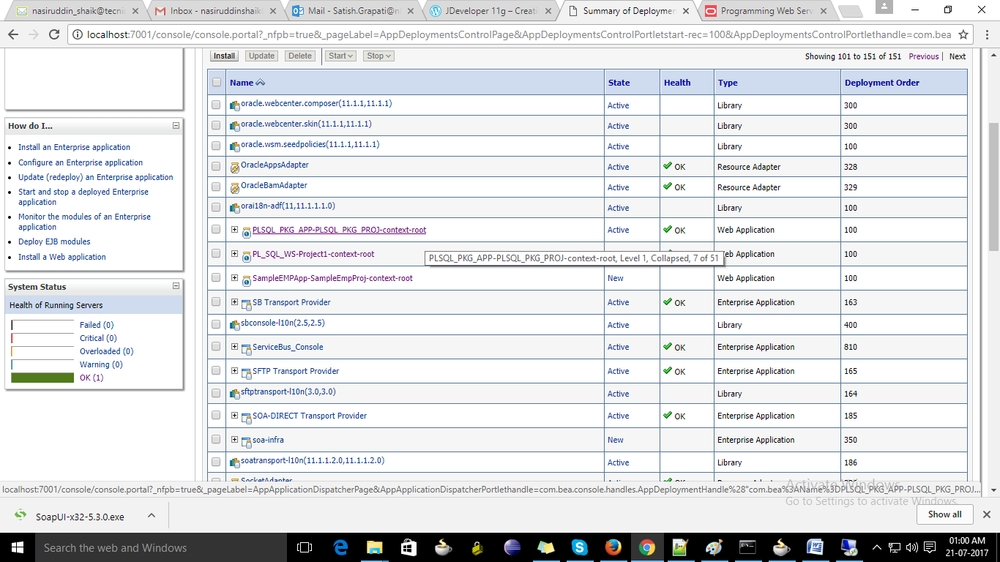 nasiruddin_shaik@tecni
Inbox - nasiruddinshaik
Mail - Satish.Grapati@n
JDeveloper 11g – Creati
Summary of Deployment
Programming Web Serv
localhost:7001/console/console.portal?_nfpb=true&_pageLabel=AppDeploymentsControlPage&AppDeploymentsControlPortletstart-rec=100&AppDeploymentsControlPortlethandle=com.bea
Install Update Delete Start Stop
Showing 101 to 151 of 151 Previous | Next
Name State Health Type Deployment Order
oracle.webcenter.composer(11.1.1,11.1.1) Active Library 300
oracle.webcenter.skin(11.1.1,11.1.1) Active Library 300
oracle.wsm.seedpolicies(11.1.1,11.1.1) Active Library 100
OracleAppsAdapter Active OK Resource Adapter 328
OracleBamAdapter Active OK Resource Adapter 329
orai18n-adf(11,11.1.1.1.0) Active Library 100
PLSQL_PKG_APP-PLSQL_PKG_PROJ-context-root Active OK Web Application 100
PL_SQL_WS-Project1-context-root Web Application 100
PLSQL_PKG_APP-PLSQL_PKG_PROJ-context-root, Level 1, Collapsed, 7 of 51
SampleEMPApp-SampleEmpProj-context-root New Web Application 100
SB Transport Provider Active OK Enterprise Application 163
sbconsole-l10n(2.5,2.5) Active Library 400
ServiceBus_Console Active OK Enterprise Application 810
SFTP Transport Provider Active OK Enterprise Application 165
sftptransport-l10n(3.0,3.0) Active Library 164
SOA-DIRECT Transport Provider Active OK Enterprise Application 185
soa-infra New Enterprise Application 350
soatransport-l10n(11.1.1.2.0,11.1.1.2.0) Active Library 186
SocketAdapter
How do I...
Install an Enterprise application
Configure an Enterprise application
Update (redeploy) an Enterprise application
Start and stop a deployed Enterprise
application
Monitor the modules of an Enterprise
application
Deploy EJB modules
Install a Web application
System Status
Health of Running Servers
Failed (0)
Critical (0)
Overloaded (0)
Warning (0)
OK (1)
localhost:7001/console/console.portal?_nfpb=true&_pageLabel=AppApplicationDispatcherPage&AppApplicationDispatcherPortlethandle=com.bea.console.handles.AppDeploymentHandle%28"com.bea%3AName%3DPLSQL_PKG_APP-PLSQL_PKG_PROJ...
Activate Windows
Go to Settings to activate Windows.
SoapUI-x32-5.3.0.exe
Show all
Search the web and Windows
01:00 AM
21-07-2017